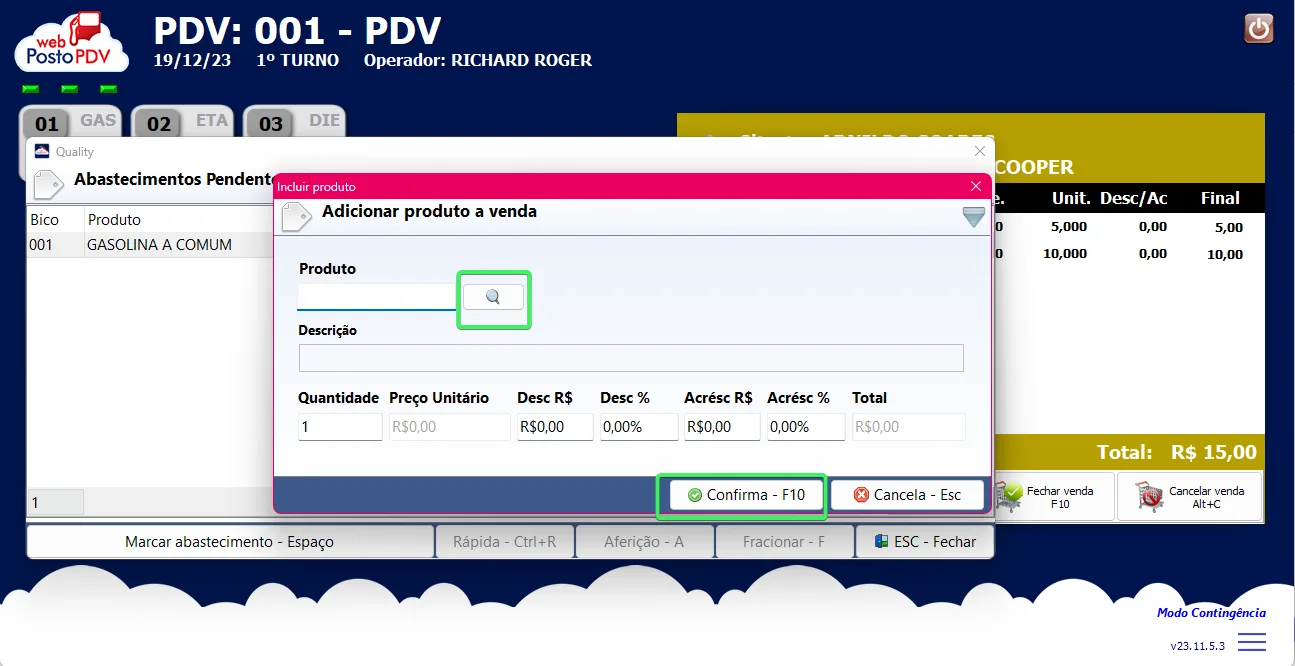 web
PostoPDV
PDV: 001 - PDV
19/12/23 1º TURNO Operador: RICHARD ROGER
01 GAS
02 ETA
03 DIE
Quality
Abastecimentos Pendent
Bico Produto
001 GASOLINA A COMUM
1
Incluir produto
Adicionar produto a venda
Produto
Descrição
Quantidade Preço Unitário Desc R$ Desc % Acrésc R$ Acrésc % Total
1 R$0,00 R$0,00 0,00% R$0,00 0,00% R$0,00
Confirma - F10
Cancela - Esc
COOPER
e. Unit. Desc/Ac Final
0 5,000 0,00 5,00
0 10,000 0,00 10,00
Total: R$ 15,00
Fechar venda
F10
Cancelar venda
Alt+C
Marcar abastecimento - Espaço
Rápida - Ctrl+R
Aferição - A
Fracionar - F
ESC - Fechar
Modo Contingência
v23.11.5.3